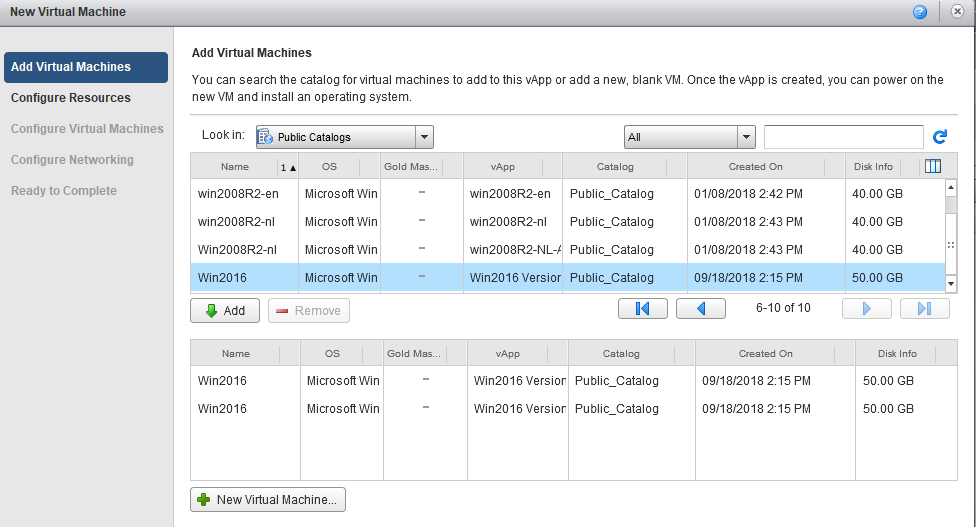 New Virtual Machine
Add Virtual Machines
Configure Resources
Configure Virtual Machines
Configure Networking
Ready to Complete
Add Virtual Machines
You can search the catalog for virtual machines to add to this vApp or add a new, blank VM. Once the vApp is created, you can power on the
new VM and install an operating system.
Look in: Public Catalogs All
Name 1 ▲ OS Gold Mas... vApp Catalog Created On Disk Info
win2008R2-en Microsoft Win – win2008R2-en Public_Catalog 01/08/2018 2:42 PM 40.00 GB
win2008R2-nl Microsoft Win – win2008R2-nl Public_Catalog 01/08/2018 2:43 PM 40.00 GB
Win2008R2-nl Microsoft Win – win2008R2-NL-A Public_Catalog 01/08/2018 2:43 PM 40.00 GB
Win2016 Microsoft Win – Win2016 Version Public_Catalog 09/18/2018 2:15 PM 50.00 GB
Add Remove 6-10 of 10
Name OS Gold Mas... vApp Catalog Created On Disk Info
Win2016 Microsoft Win – Win2016 Version Public_Catalog 09/18/2018 2:15 PM 50.00 GB
Win2016 Microsoft Win – Win2016 Version Public_Catalog 09/18/2018 2:15 PM 50.00 GB
New Virtual Machine...